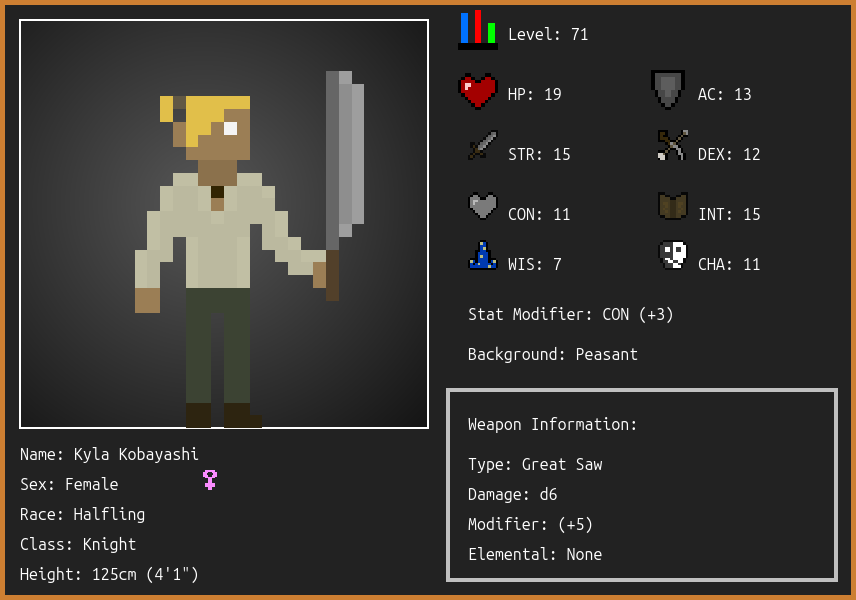 Level: 71
HP: 19
AC: 13
STR: 15
DEX: 12
CON: 11
INT: 15
WIS: 7
CHA: 11
Stat Modifier: CON (+3)
Background: Peasant
Weapon Information:
Type: Great Saw
Damage: d6
Modifier: (+5)
Elemental: None
Name: Kyla Kobayashi
Sex: Female
Race: Halfling
Class: Knight
Height: 125cm (4'1")